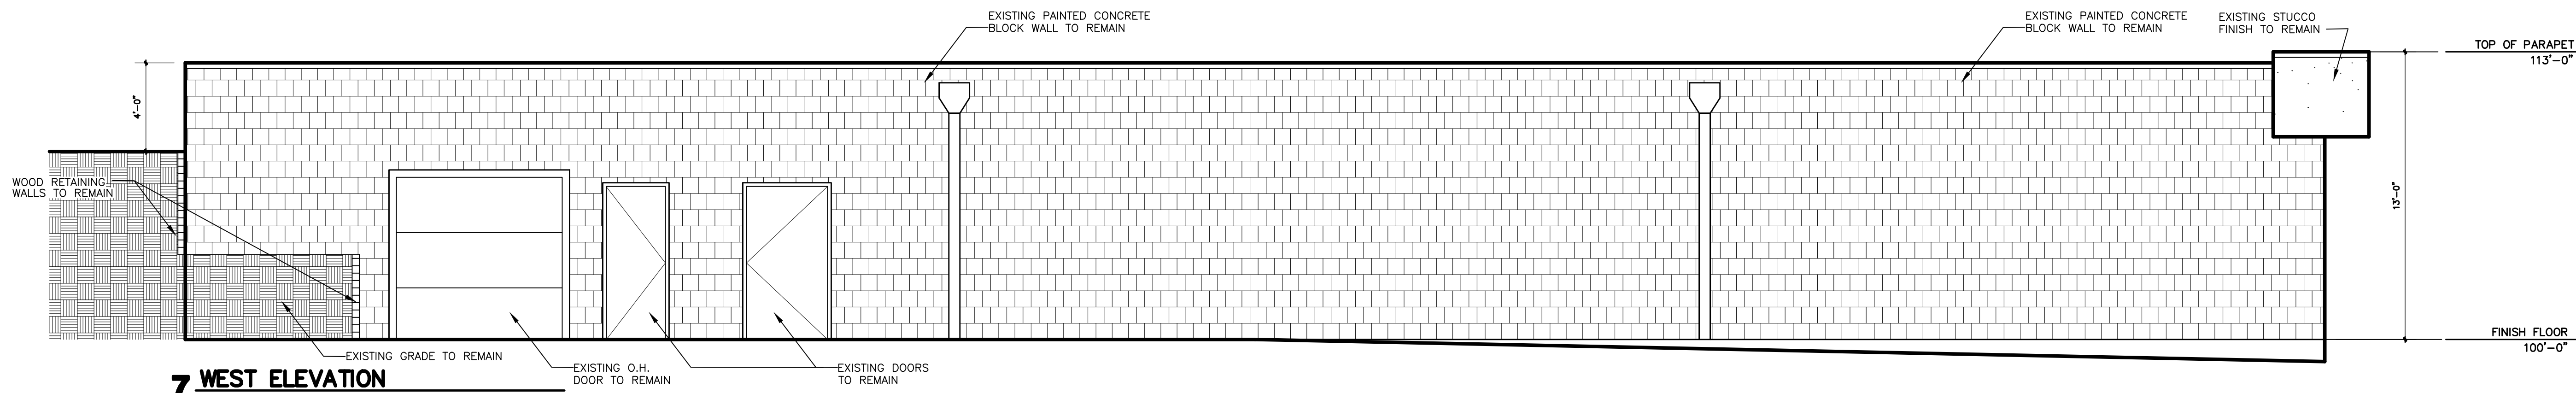 EXISTING PAINTED CONCRETE
BLOCK WALL TO REMAIN
EXISTING PAINTED CONCRETE
BLOCK WALL TO REMAIN
EXISTING STUCCO
FINISH TO REMAIN
TOP OF PARAPET
113'-0"
4'-0"
WOOD RETAINING
WALLS TO REMAIN
13'-0"
FINISH FLOOR
100'-0"
EXISTING GRADE TO REMAIN
EXISTING O.H.
DOOR TO REMAIN
EXISTING DOORS
TO REMAIN
7 WEST ELEVATION